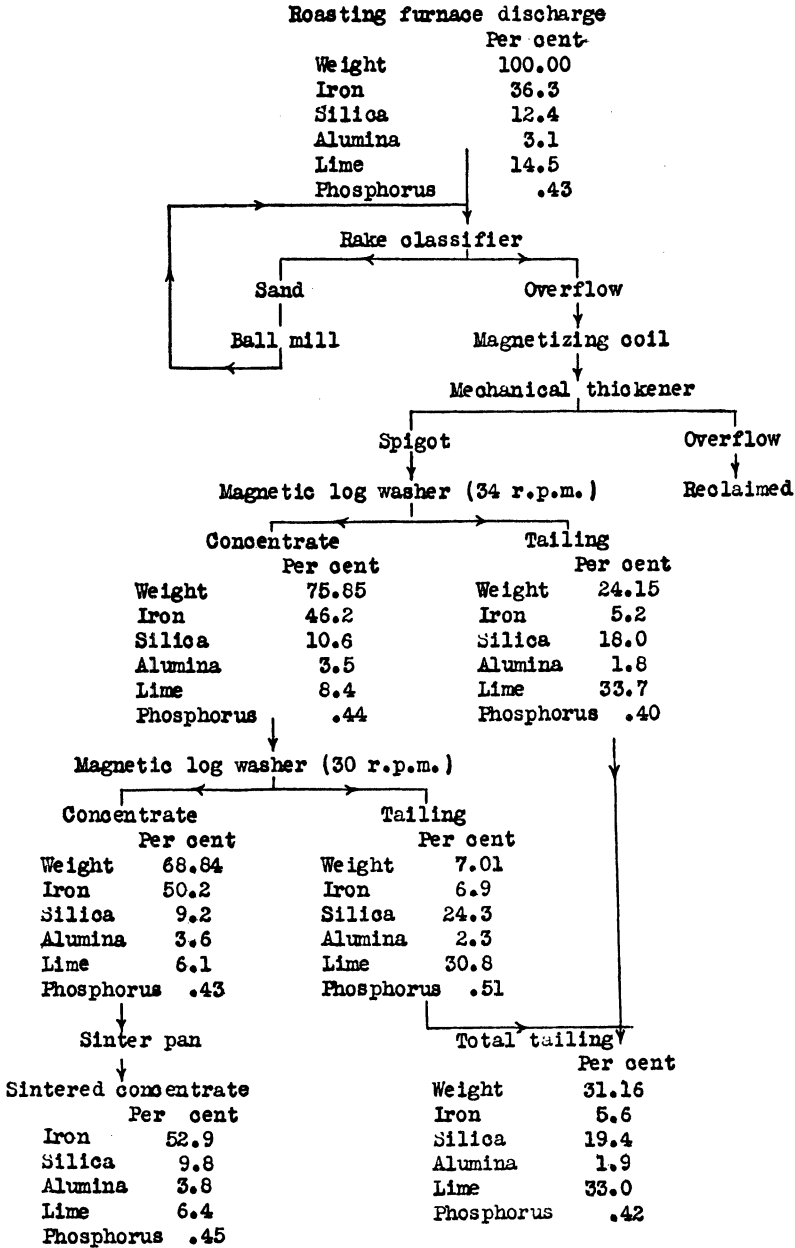 Roasting furnace discharge
Per cent
Weight 100.00
Iron 36.3
Silica 12.4
Alumina 3.1
Lime 14.5
Phosphorus .43
Rake classifier
Sand Overflow
Ball mill Magnetizing coil
Mechanical thickener
Spigot Overflow
Magnetic log washer (34 r.p.m.) Reclaimed
Concentrate Tailing
Per cent Per cent
Weight 75.85 Weight 24.15
Iron 46.2 Iron 5.2
Silica 10.6 Silica 18.0
Alumina 3.5 Alumina 1.8
Lime 8.4 Lime 33.7
Phosphorus .44 Phosphorus .40
Magnetic log washer (30 r.p.m.)
Concentrate Tailing
Per cent Per cent
Weight 68.84 Weight 7.01
Iron 50.2 Iron 6.9
Silica 9.2 Silica 24.3
Alumina 3.6 Alumina 2.3
Lime 6.1 Lime 30.8
Phosphorus .43 Phosphorus .51
Sinter pan Total tailing
Per cent
Sintered concentrate Weight 31.16
Per cent Iron 5.6
Iron 52.9 Silica 19.4
Silica 9.8 Alumina 1.9
Alumina 3.8 Lime 33.0
Lime 6.4 Phosphorus .42
Phosphorus .45